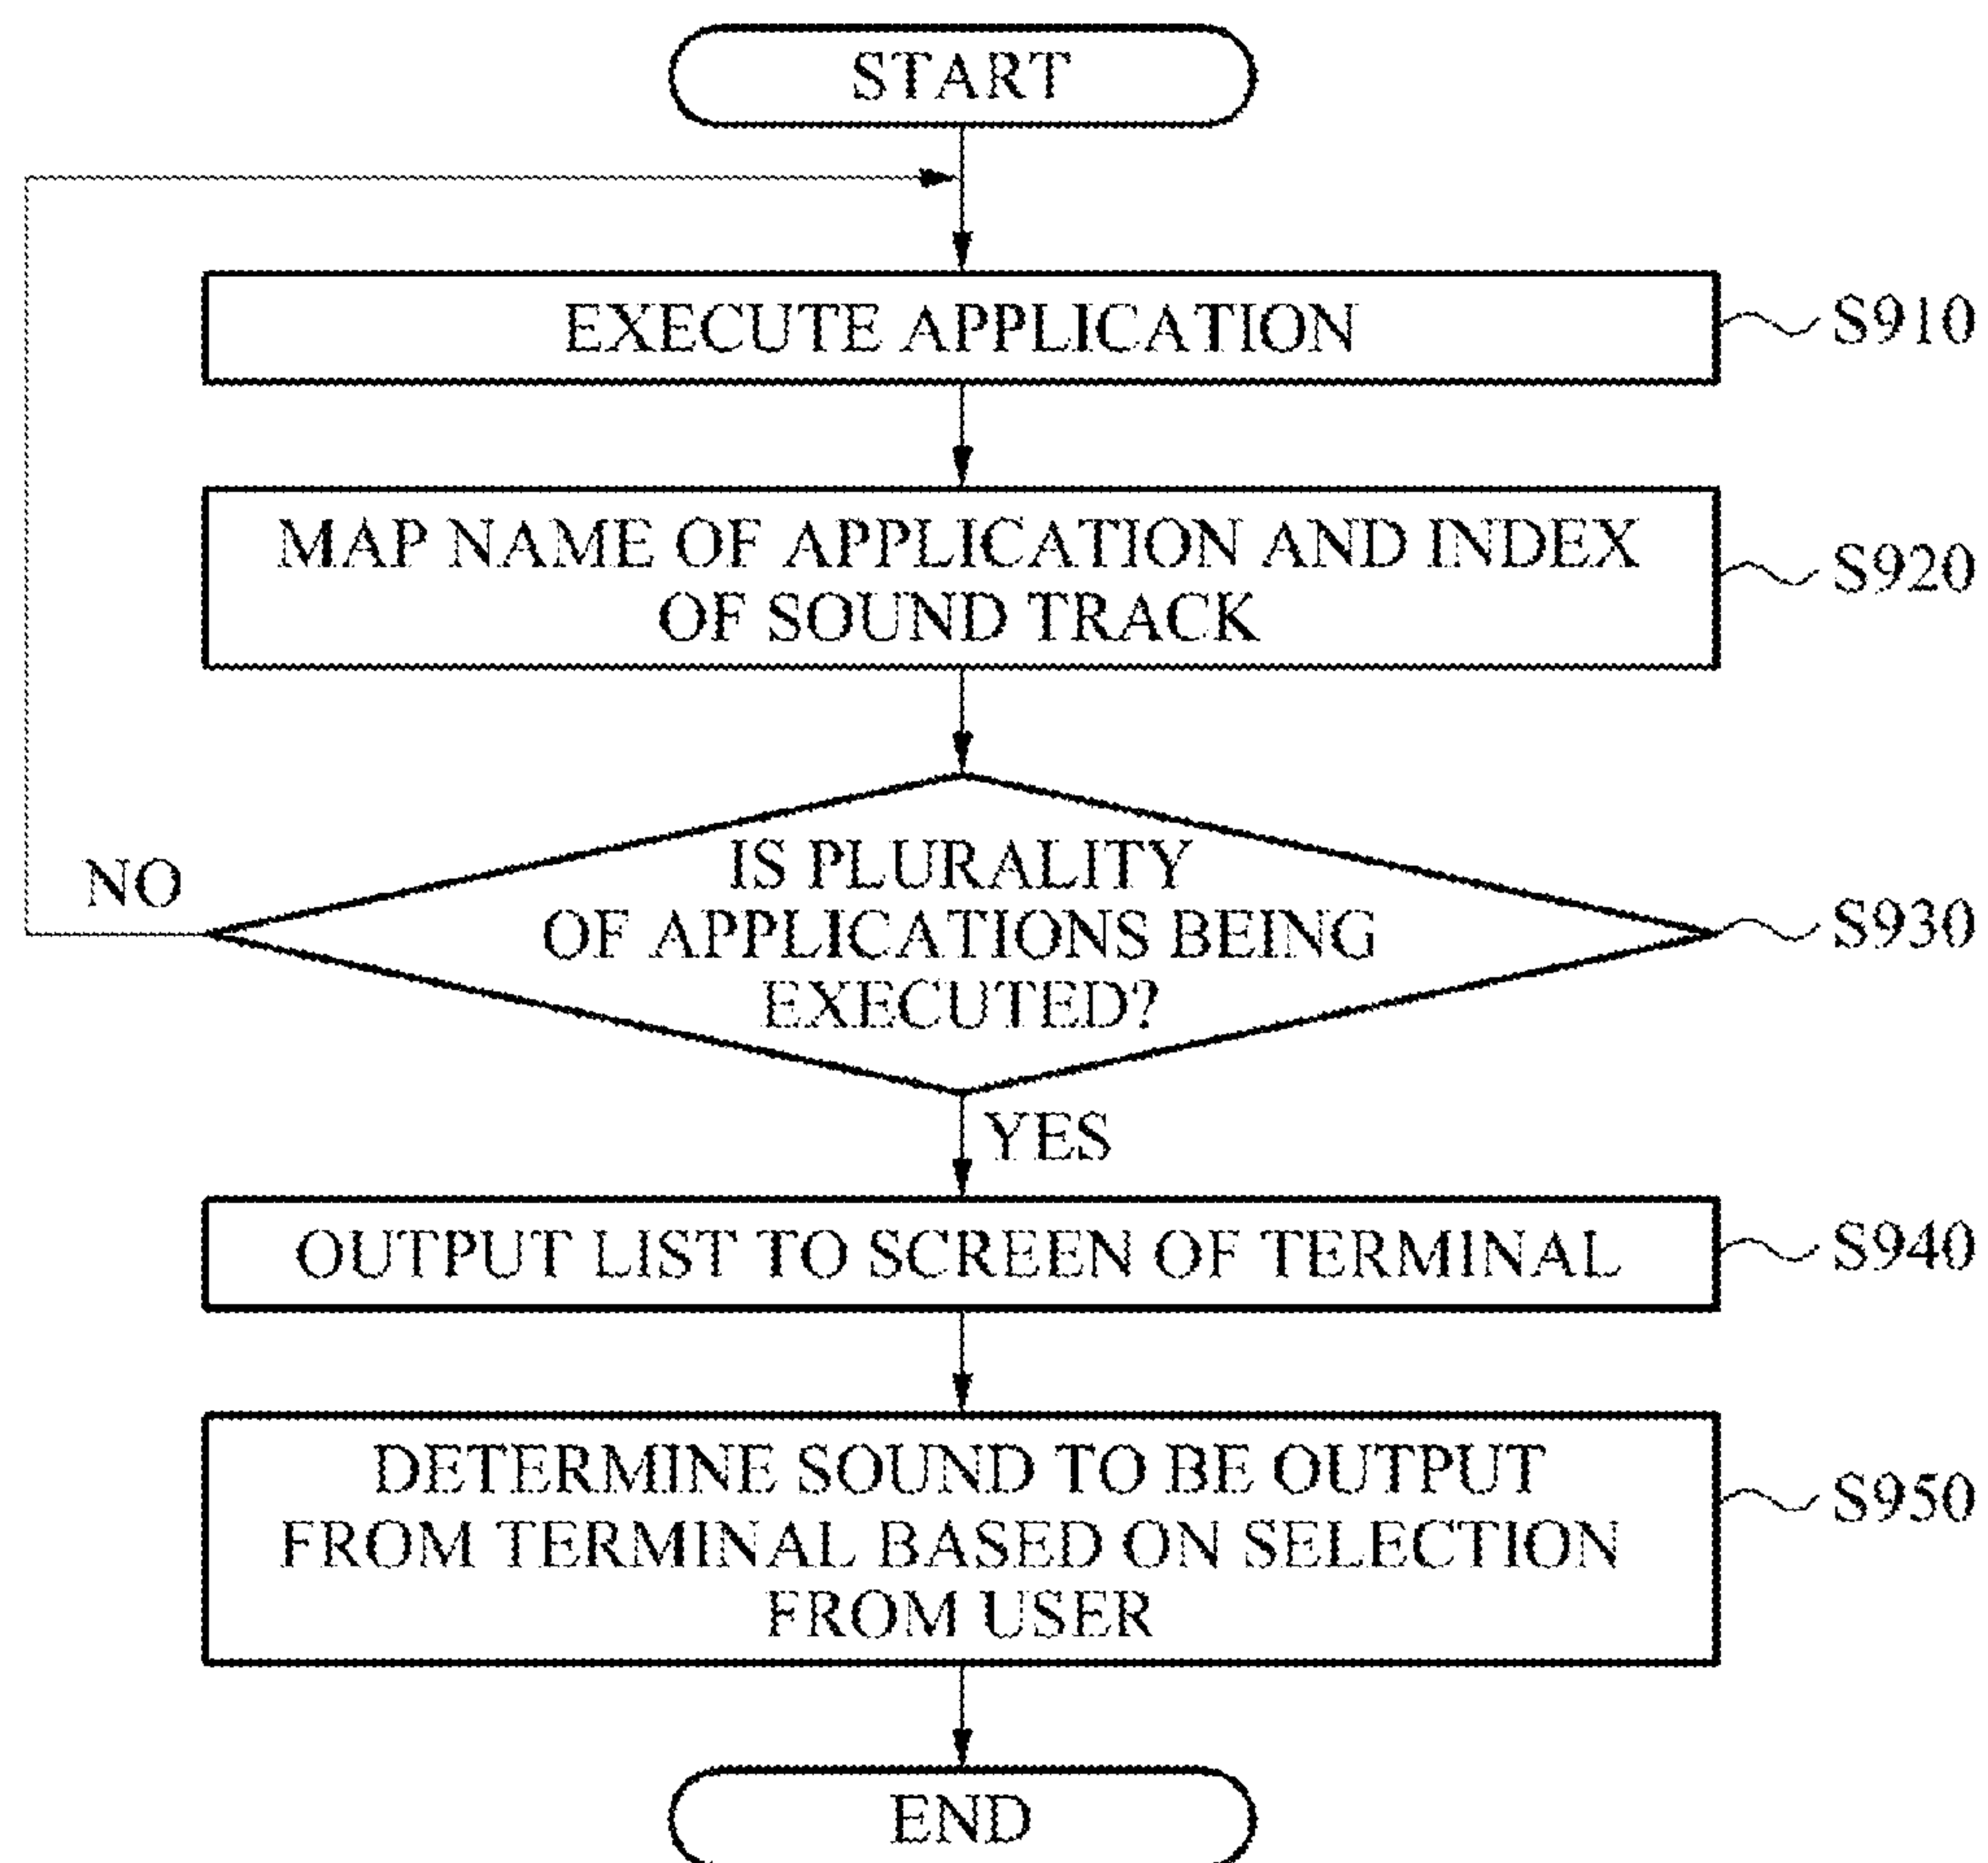 START
EXECUTE APPLICATION
S910
MAP NAME OF APPLICATION AND INDEX
OF SOUND TRACK
S920
IS PLURALITY
OF APPLICATIONS BEING
EXECUTED?
S930
NO
YES
OUTPUT LIST TO SCREEN OF TERMINAL
S940
DETERMINE SOUND TO BE OUTPUT
FROM TERMINAL BASED ON SELECTION
FROM USER
S950
END